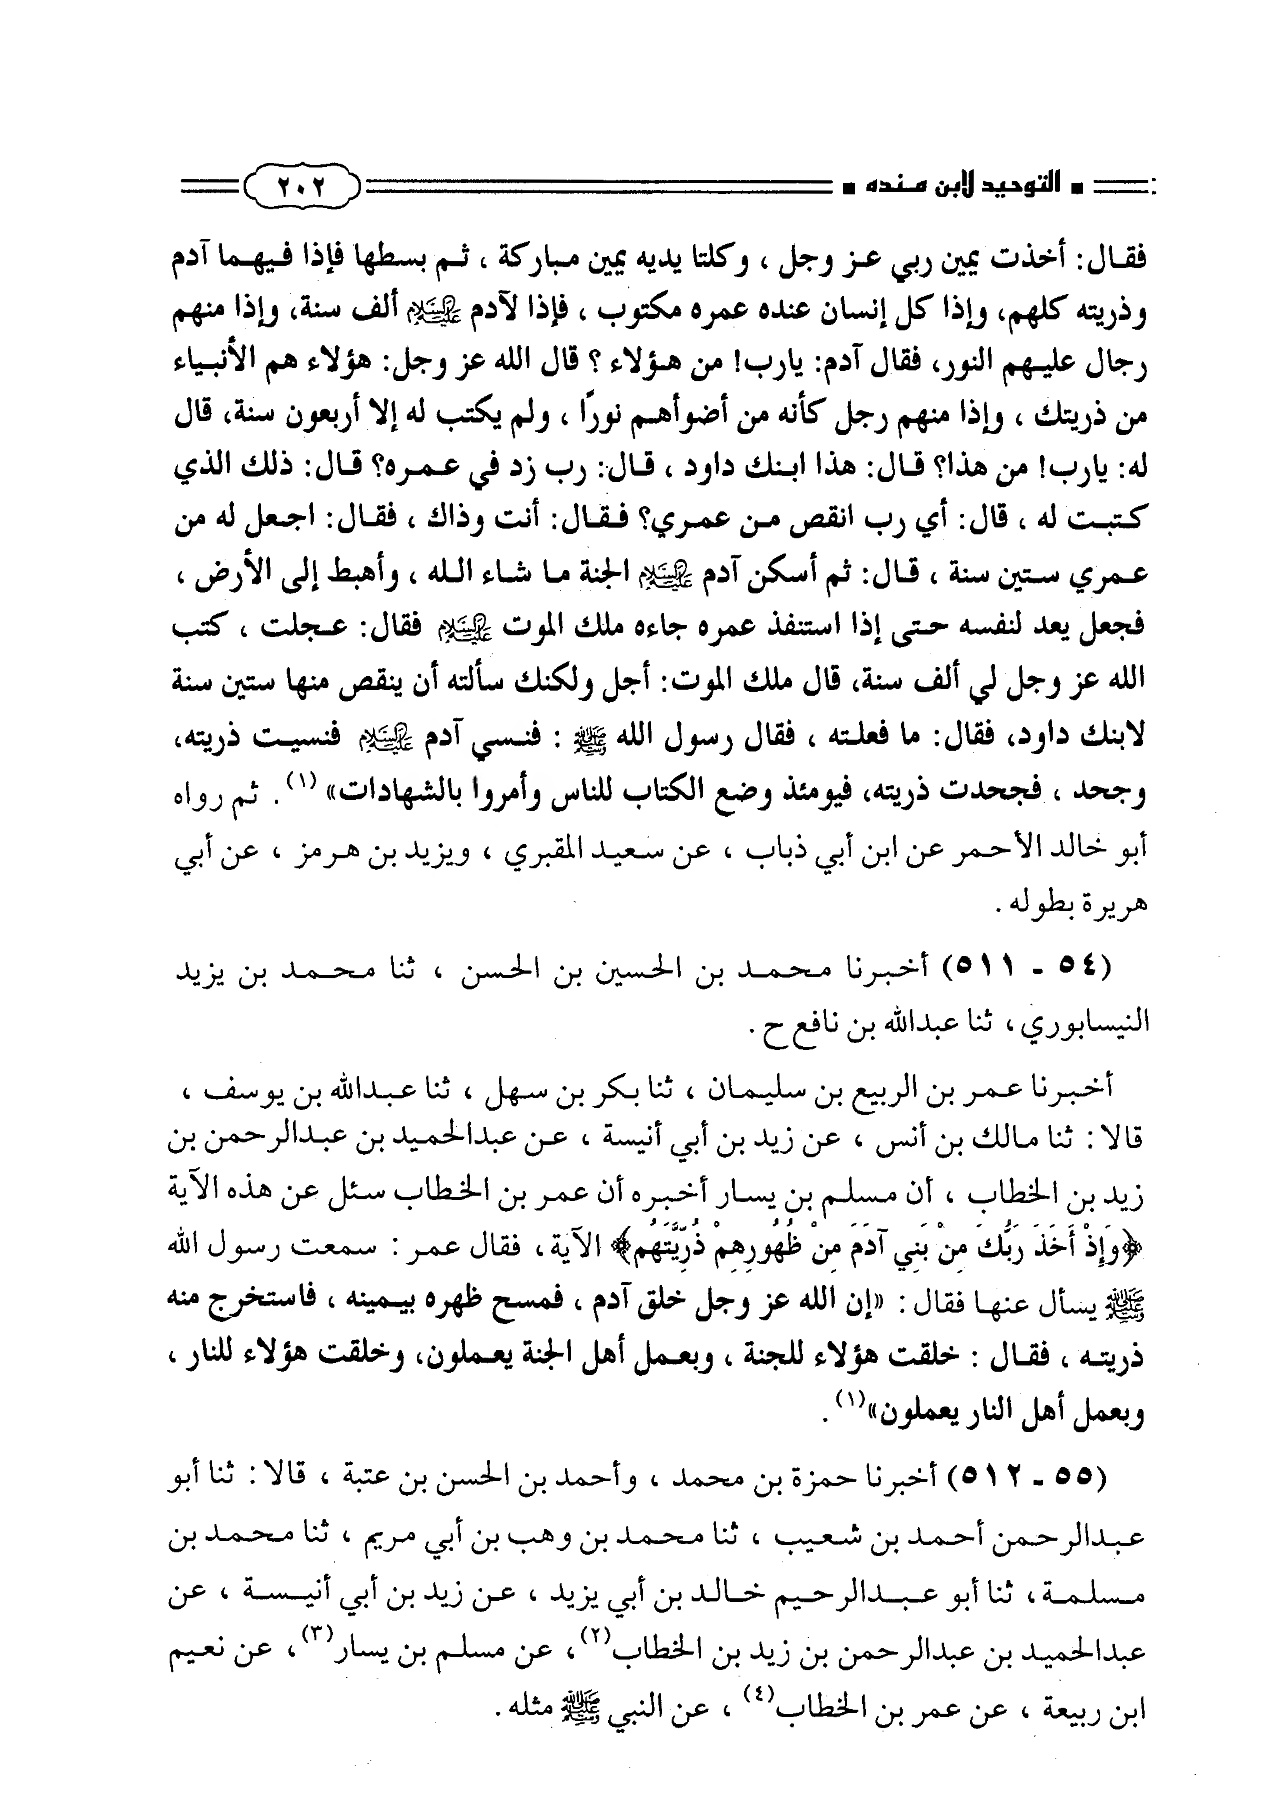 التوحيد لابن منده ٢٠٢
فقال: أخذت يمين ربي عز وجل ، وكلتا يديه يمين مباركة ، ثم بسطها فإذا فيهما آدم
وذريته كلهم، وإذا كل إنسان عنده عمره مكتوب ، فإذا لآدم عليه السلام ألف سنة، وإذا منهم
رجال عليهم النور، فقال آدم: يارب! من هؤلاء ؟ قال الله عز وجل: هؤلاء هم الأنبياء
من ذريتك ، وإذا منهم رجل كأنه من أضوأهم نورًا ، ولم يكتب له إلا أربعون سنة، قال
له: يارب! من هذا؟ قال: هذا ابنك داود ، قال: رب زد في عمره؟ قال: ذلك الذي
كتبت له ، قال: أي رب انقص من عمري؟ فقال: أنت وذاك ، فقال: اجعل له من
عمري ستين سنة ، قال: ثم أسكن آدم عليه السلام الجنة ما شاء الله ، وأهبط إلى الأرض ،
فجعل يعد لنفسه حتى إذا استنفذ عمره جاءه ملك الموت عليه السلام فقال: عجلت ، كتب
الله عز وجل لي ألف سنة، قال ملك الموت: أجل ولكنك سألته أن ينقص منها ستين سنة
لابنك داود، فقال: ما فعلته ، فقال رسول الله ﷺ : فنسي آدم عليه السلام فنسيت ذريته،
وجحد ، فجحدت ذريته، فيومئذ وضع الكتاب للناس وأمروا بالشهادات» (١). ثم رواه
أبو خالد الأحمر عن ابن أبي ذباب ، عن سعيد المقبري ، ويزيد بن هرمز ، عن أبي
هريرة بطوله .
(٥٤ - ٥١١) أخبرنا محمد بن الحسين بن الحسن ، ثنا محمد بن يزيد
النيسابوري، ثنا عبدالله بن نافع ح .
أخبرنا عمر بن الربيع بن سليمان ، ثنا بكر بن سهل ، ثنا عبدالله بن يوسف ،
قالا: ثنا مالك بن أنس ، عن زيد بن أبي أنيسة ، عن عبدالحميد بن عبدالرحمن بن
زيد بن الخطاب ، أن مسلم بن يسار أخبره أن عمر بن الخطاب سئل عن هذه الآية
﴿وَإِذْ أَخَذَ رَبُّكَ مِنْ بَنِي آدَمَ مِنْ ظُهُورِهِمْ ذُرِّيَّتَهُمْ﴾ الآية، فقال عمر: سمعت رسول الله
ﷺ يسأل عنها فقال: «إن الله عز وجل خلق آدم ، فمسح ظهره بيمينه ، فاستخرج منه
ذريته ، فقال : خلقت هؤلاء للجنة ، وبعمل أهل الجنة يعملون، وخلقت هؤلاء للنار ،
وبعمل أهل النار يعملون»(١) .
(٥٥ - ٥١٢) أخبرنا حمزة بن محمد ، وأحمد بن الحسن بن عتبة ، قالا: ثنا أبو
عبدالرحمن أحمد بن شعيب ، ثنا محمد بن وهب بن أبي مريم ، ثنا محمد بن
مسلمة، ثنا أبو عبدالرحيم خالد بن أبي يزيد ، عن زيد بن أبي أنيسة ، عن
عبدالحميد بن عبدالرحمن بن زيد بن الخطاب(٢)، عن مسلم بن يسار(٣)، عن نعيم
ابن ربيعة ، عن عمر بن الخطاب(٤) ، عن النبي ﷺ مثله .